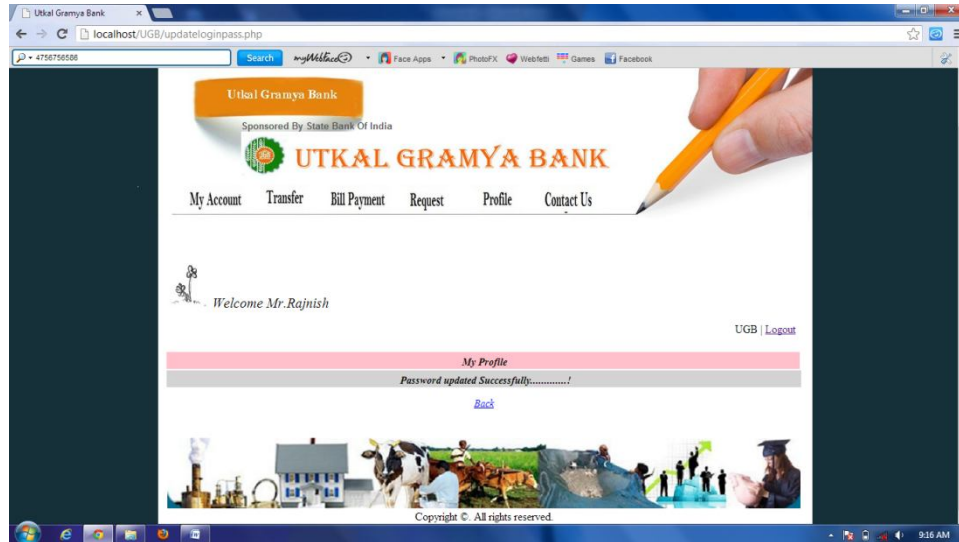 Utkal Gramya Bank
localhost/UGB/updateloginpass.php
4756756586 Search myWebface Face Apps PhotoFX Webfetti Games Facebook
Utkal Gramya Bank
Sponsored By State Bank Of India
UTKAL GRAMYA BANK
My Account Transfer Bill Payment Request Profile Contact Us
Welcome Mr.Rajnish
UGB | Logout
My Profile
Password updated Successfully.............!
Back
Copyright ©. All rights reserved.
9:16 AM